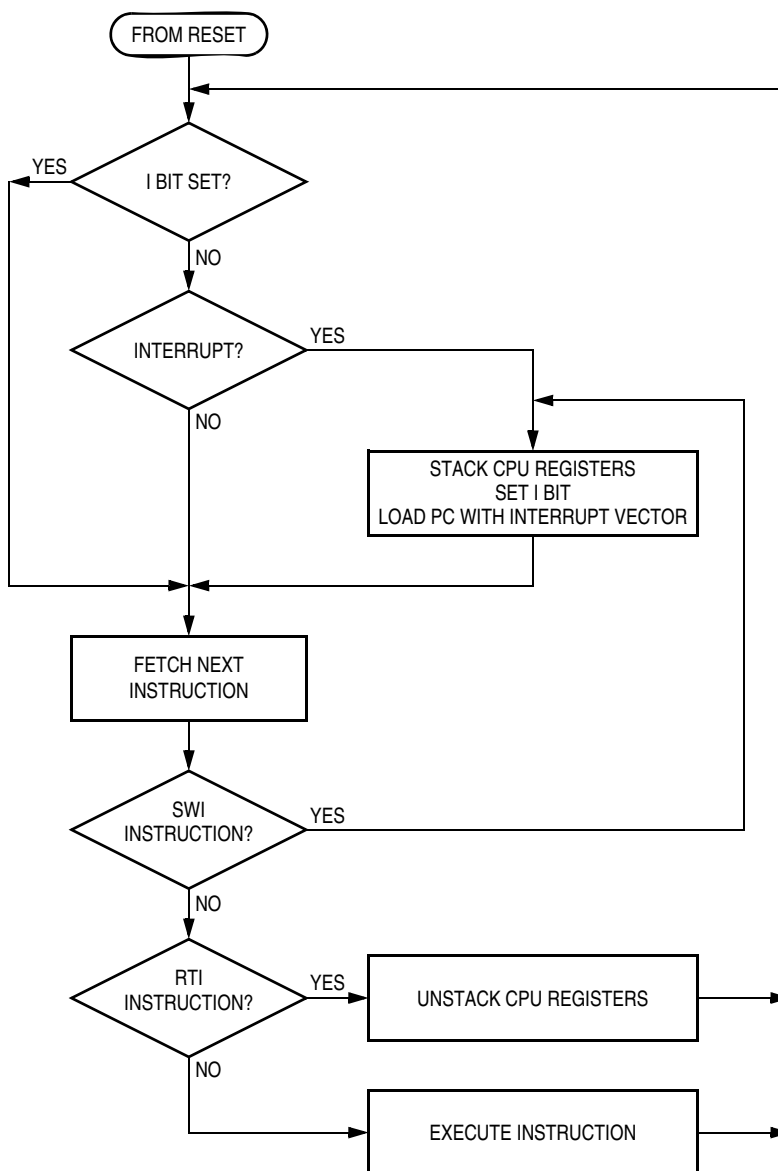 FROM RESET
YES
I BIT SET?
NO
INTERRUPT?
YES
NO
STACK CPU REGISTERS
SET I BIT
LOAD PC WITH INTERRUPT VECTOR
FETCH NEXT
INSTRUCTION
SWI
INSTRUCTION?
YES
NO
RTI
INSTRUCTION?
YES
UNSTACK CPU REGISTERS
NO
EXECUTE INSTRUCTION